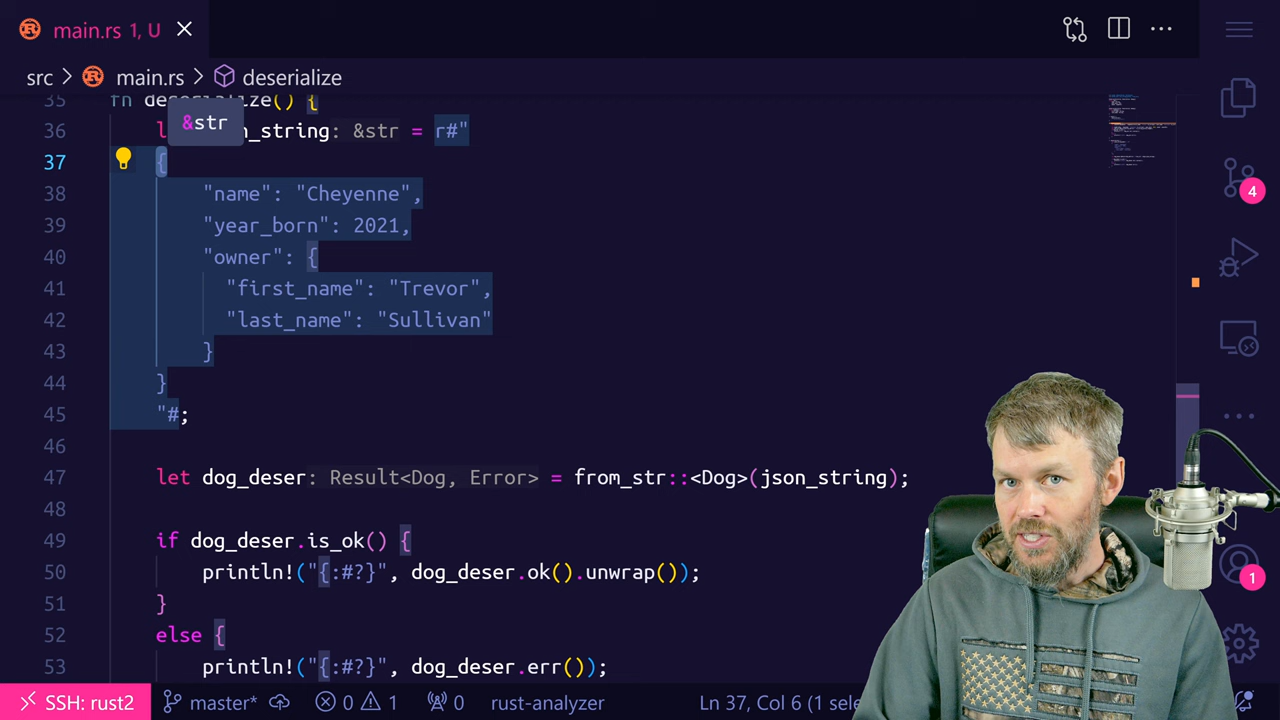 main.rs 1, U
src > main.rs > deserialize
35 fn deserialize() {
&str
36 l n_string: &str = r#"
37 {
38 "name": "Cheyenne",
39 "year_born": 2021,
40 "owner": {
41 "first_name": "Trevor",
42 "last_name": "Sullivan"
43 }
44 }
45 "#;
46
47 let dog_deser: Result<Dog, Error> = from_str::<Dog>(json_string);
48
49 if dog_deser.is_ok() {
50 println!("{:#?}", dog_deser.ok().unwrap());
51 }
52 else {
53 println!("{:#?}", dog_deser.err());
4
1
SSH: rust2 master* 0 1 0 rust-analyzer Ln 37, Col 6 (1 sele